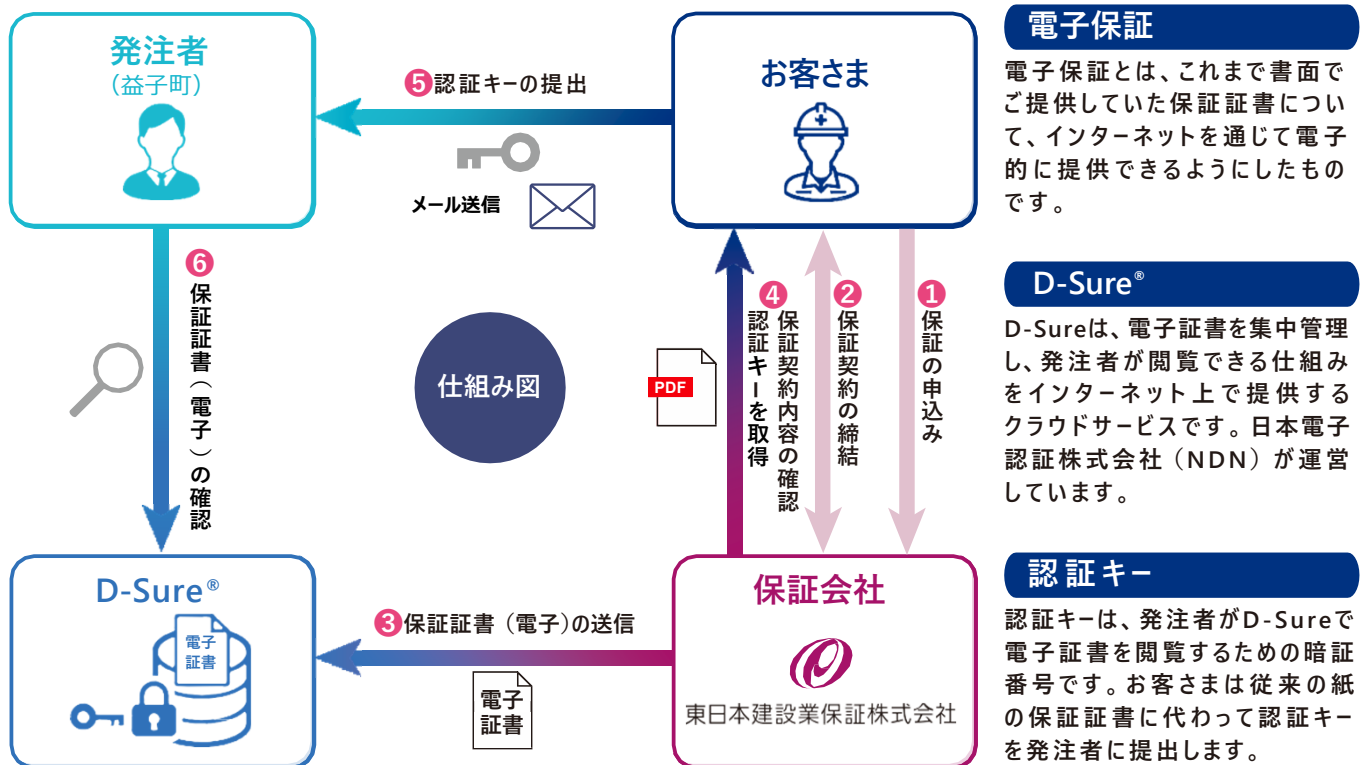 発注者
（益子町）
❺認証キーの提出
メール送信
お客さま
❻
保証証書（電子）の確認
仕組み図
PDF
❹
保証契約内容の確認
認証キーを取得
❷
保証契約の締結
❶
保証の申込み
D-Sure®
電子
証書
❸保証証書（電子）の送信
電子
証書
保証会社
東日本建設業保証株式会社
電子保証
電子保証とは、これまで書面で
ご提供していた保証証書につい
て、インターネットを通じて電子
的に提供できるようにしたもの
です。
D-Sure®
D-Sureは、電子証書を集中管理
し、発注者が閲覧できる仕組み
をインターネット上で提供する
クラウドサービスです。日本電子
認証株式会社（NDN）が運営
しています。
認証キー
認証キーは、発注者がD-Sureで
電子証書を閲覧するための暗証
番号です。お客さまは従来の紙
の保証証書に代わって認証キー
を発注者に提出します。